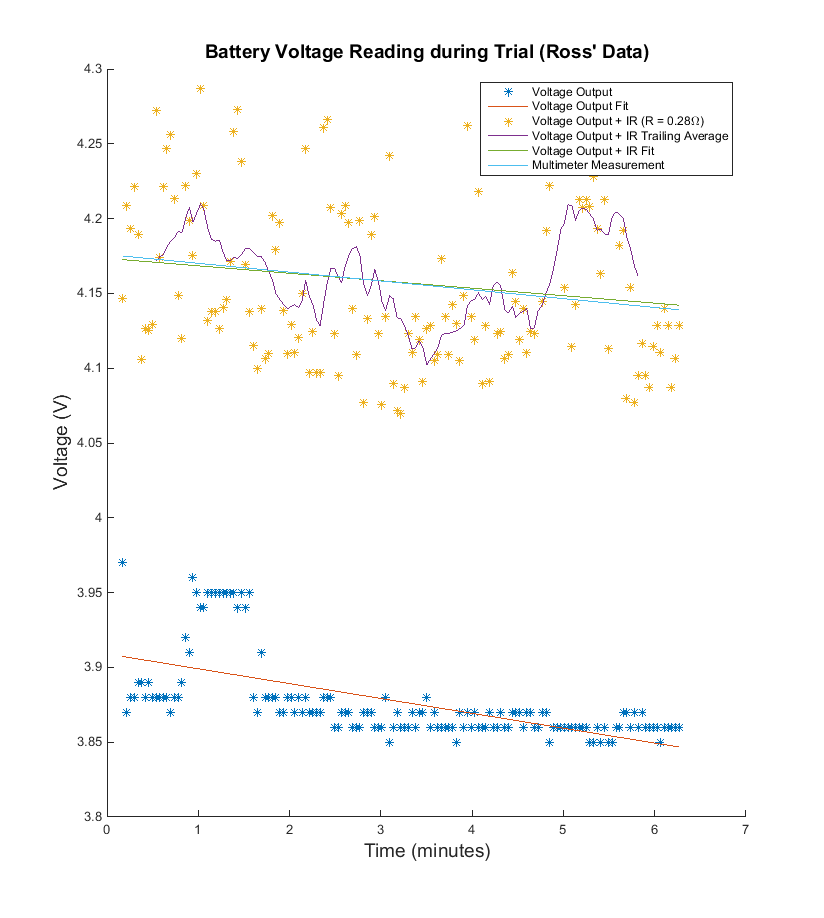 Battery Voltage Reading during Trial (Ross' Data)
4.3
4.25
4.2
4.15
4.1
4.05
4
3.95
3.9
3.85
3.8
Voltage (V)
Voltage Output
Voltage Output Fit
Voltage Output + IR (R = 0.28Ω)
Voltage Output + IR Trailing Average
Voltage Output + IR Fit
Multimeter Measurement
0 1 2 3 4 5 6 7
Time (minutes)